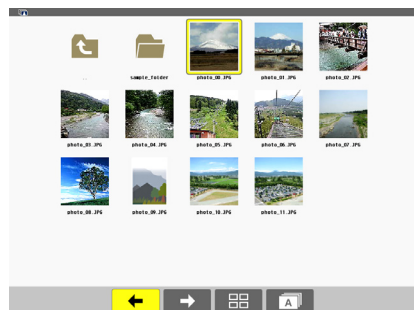 ..
sample_folder
photo_00.JPG
photo_01.JPG
photo_02.JPG
photo_03.JPG
photo_04.JPG
photo_05.JPG
photo_06.JPG
photo_07.JPG
photo_08.JPG
photo_09.JPG
photo_10.JPG
photo_11.JPG
A